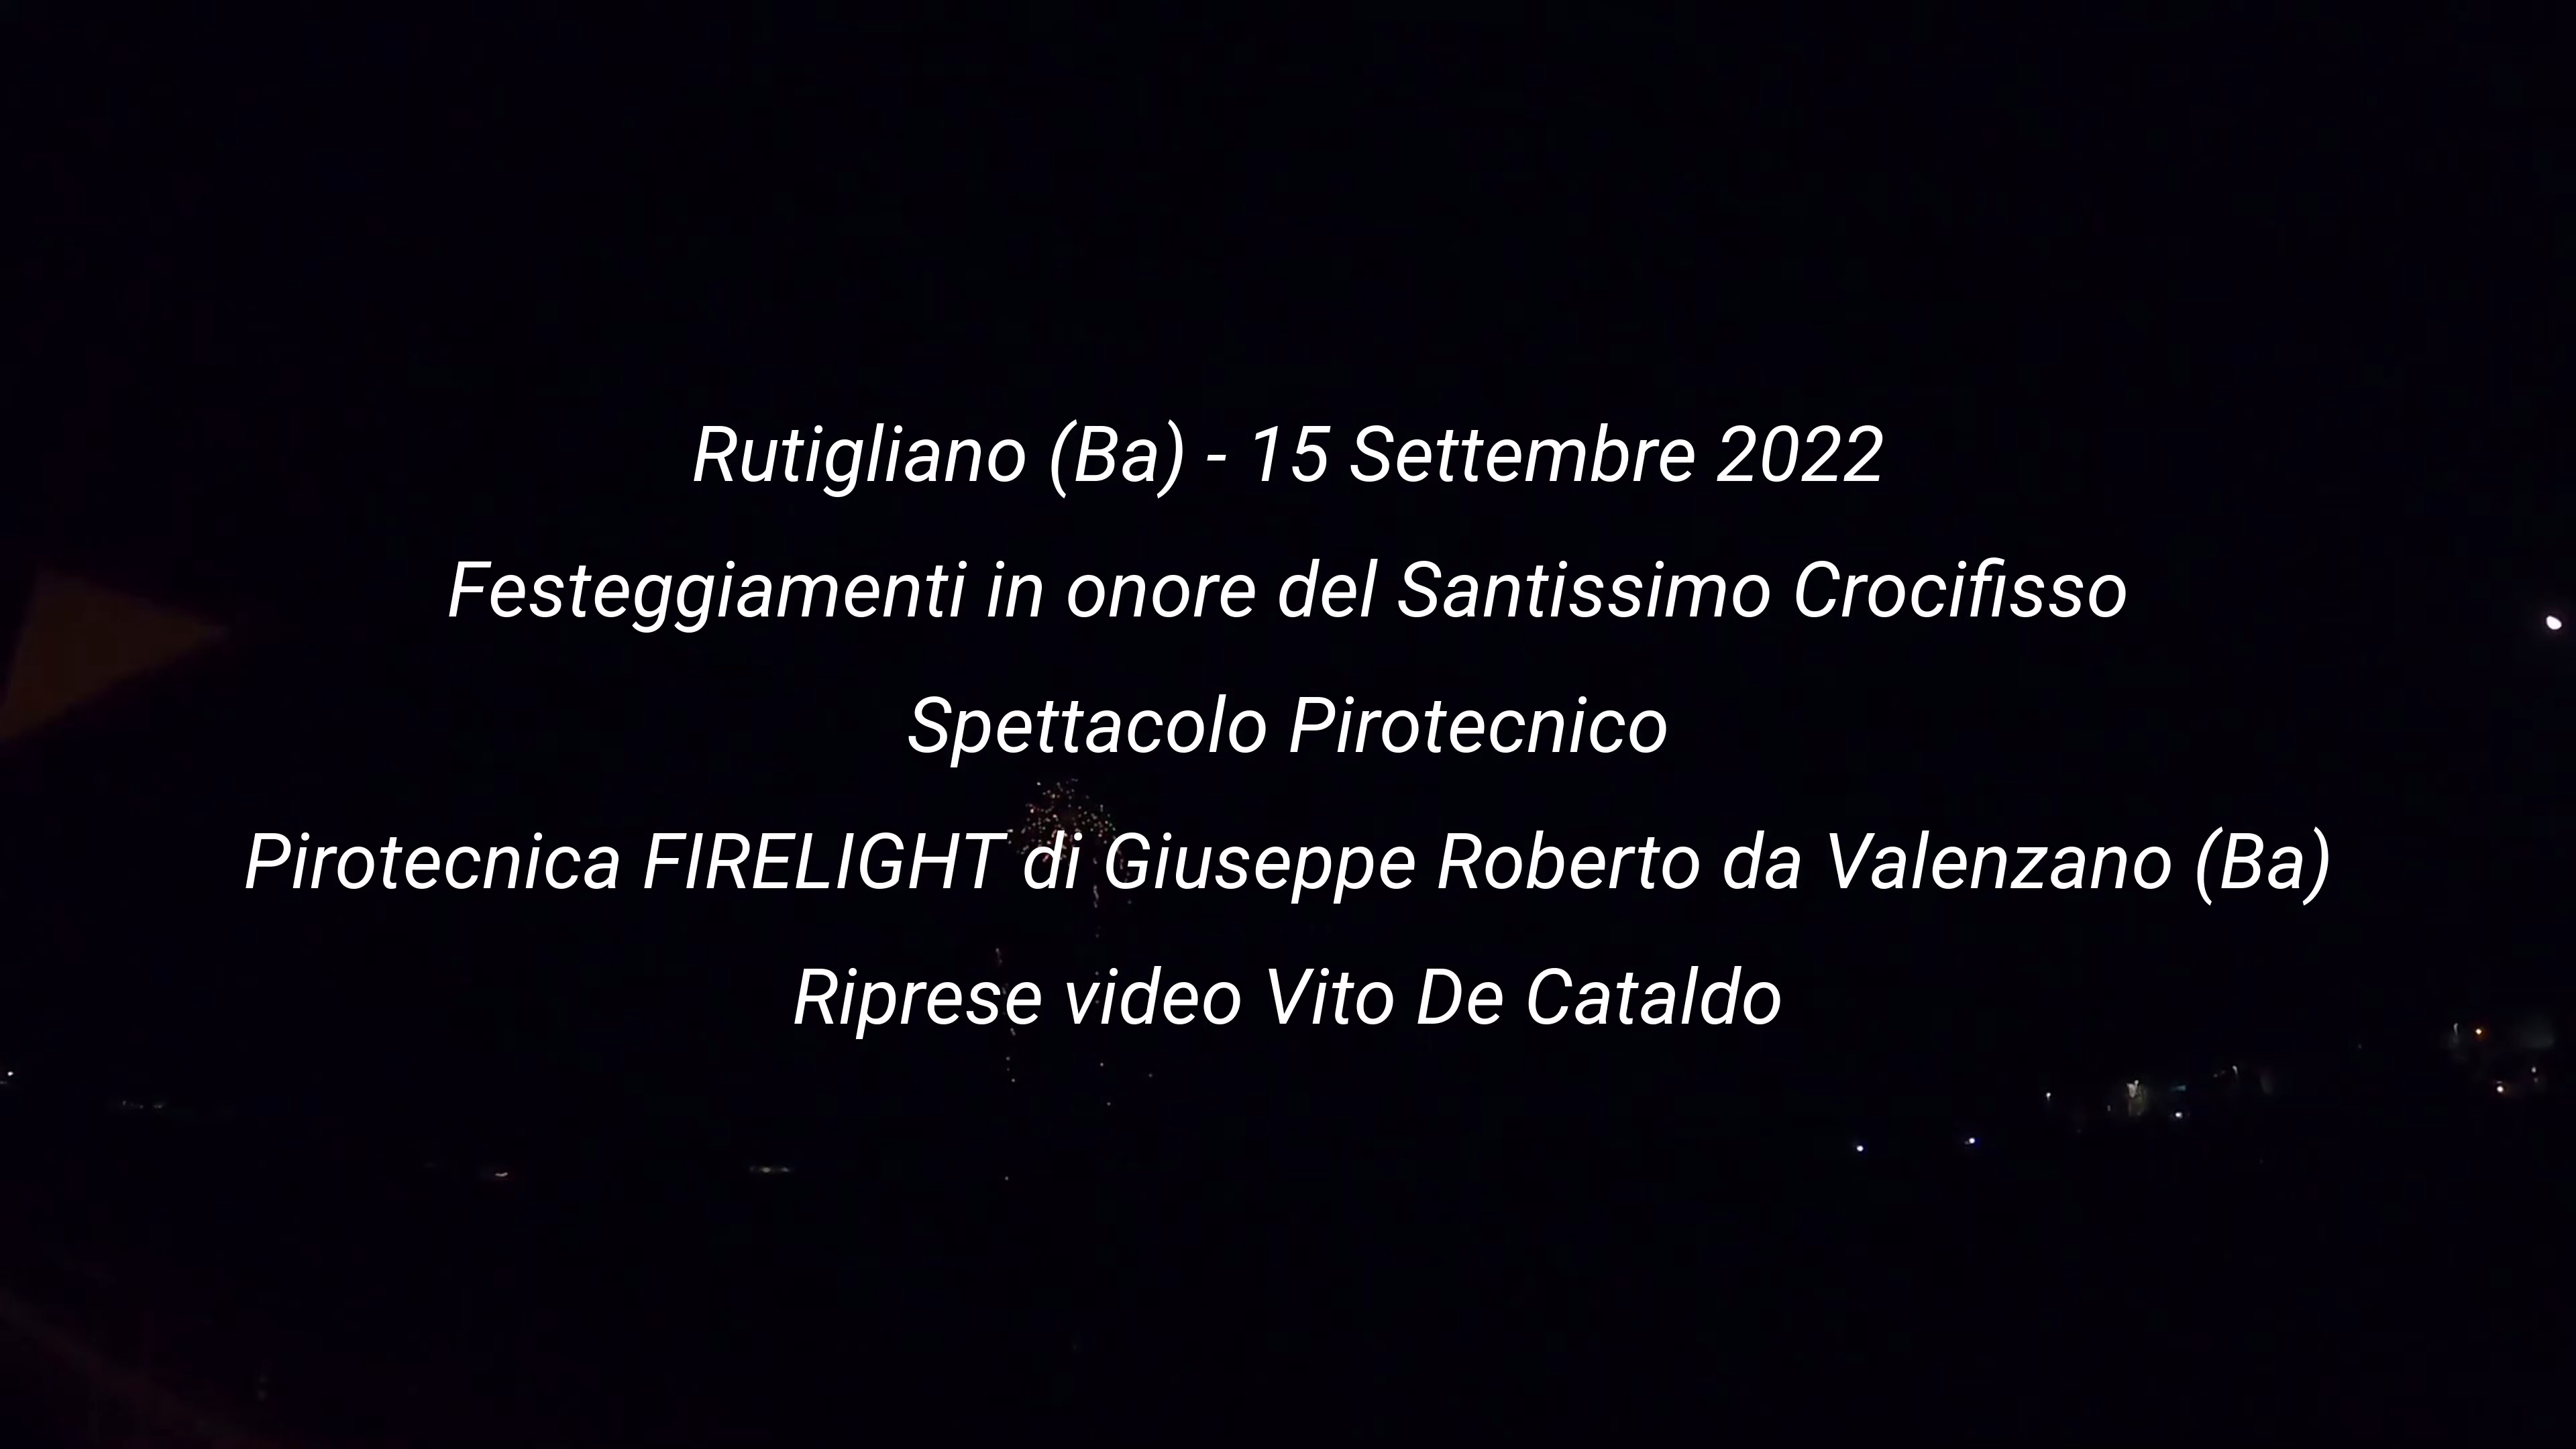 Rutigliano (Ba) - 15 Settembre 2022
Festeggiamenti in onore del Santissimo Crocifisso
Spettacolo Pirotecnico
Pirotecnica FIRELIGHT di Giuseppe Roberto da Valenzano (Ba)
Riprese video Vito De Cataldo